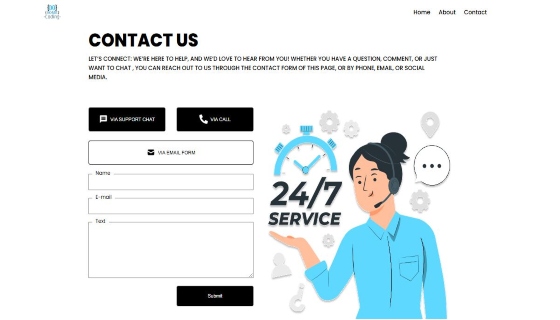 Home About Contact
CONTACT US
LET'S CONNECT: WE'RE HERE TO HELP, AND WE'D LOVE TO HEAR FROM YOU! WHETHER YOU HAVE A QUESTION, COMMENT, OR JUST
WANT TO CHAT , YOU CAN REACH OUT TO US THROUGH THE CONTACT FORM OF THIS PAGE, OR BY PHONE, EMAIL, OR SOCIAL
MEDIA.
VIA SUPPORT CHAT
VIA CALL
VIA EMAIL FORM
Name
E-mail
Text
Submit
24/7
SERVICE